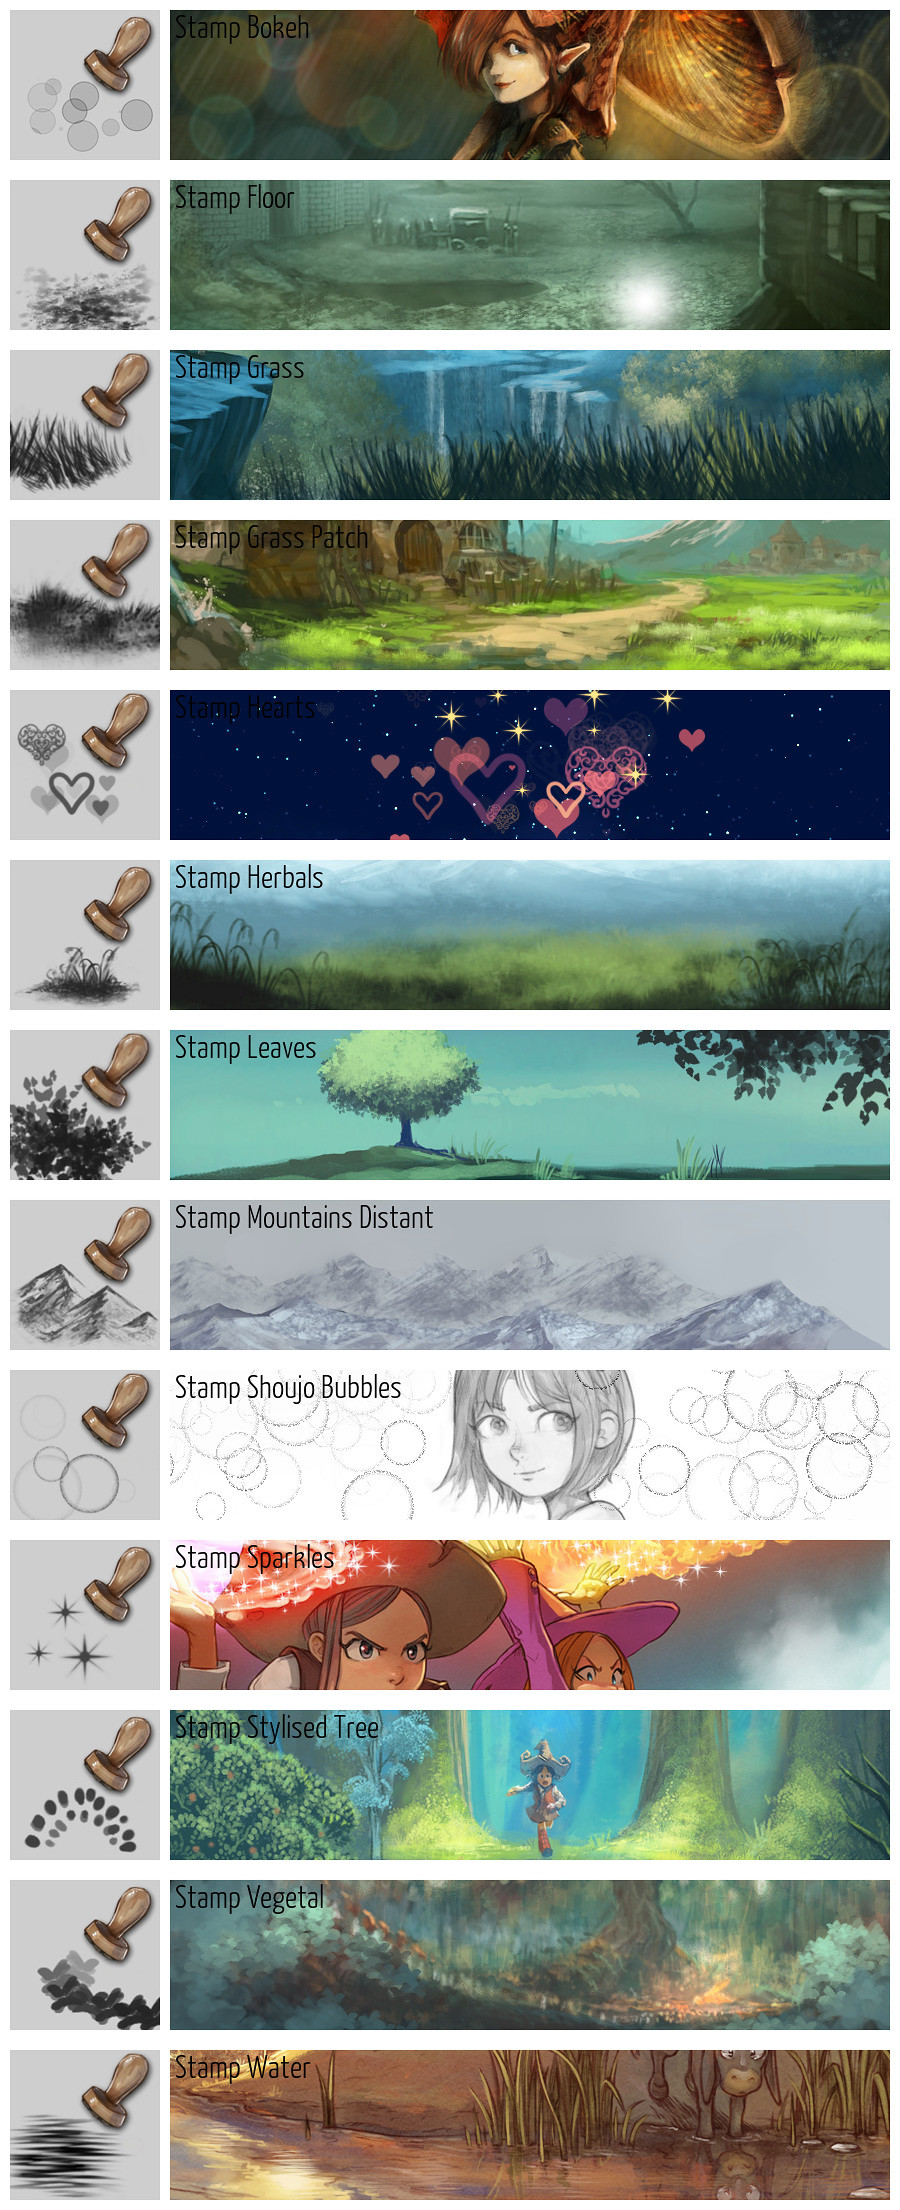 Stamp Bokeh
Stamp Floor
Stamp Grass
Stamp Grass Patch
Stamp Hearts
Stamp Herbals
Stamp Leaves
Stamp Mountains Distant
Stamp Shoujo Bubbles
Stamp Sparkles
Stamp Stylised Tree
Stamp Vegetal
Stamp Water